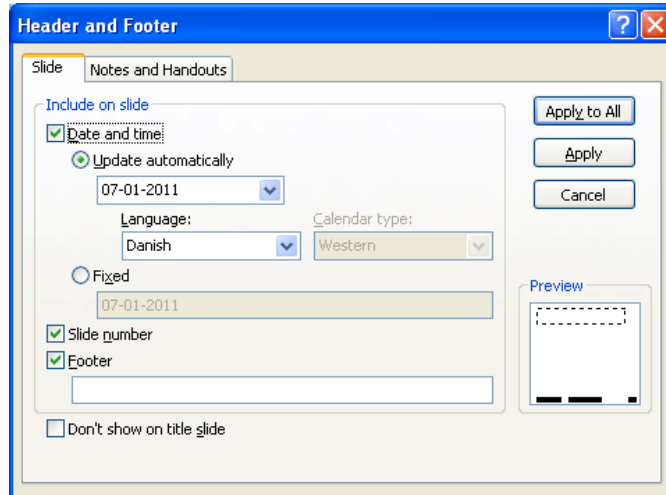 Header and Footer
Slide
Notes and Handouts
Include on slide
Date and time
Update automatically
07-01-2011
Language:
Calendar type:
Danish
Western
Fixed
07-01-2011
Slide number
Footer
Don't show on title slide
Apply to All
Apply
Cancel
Preview